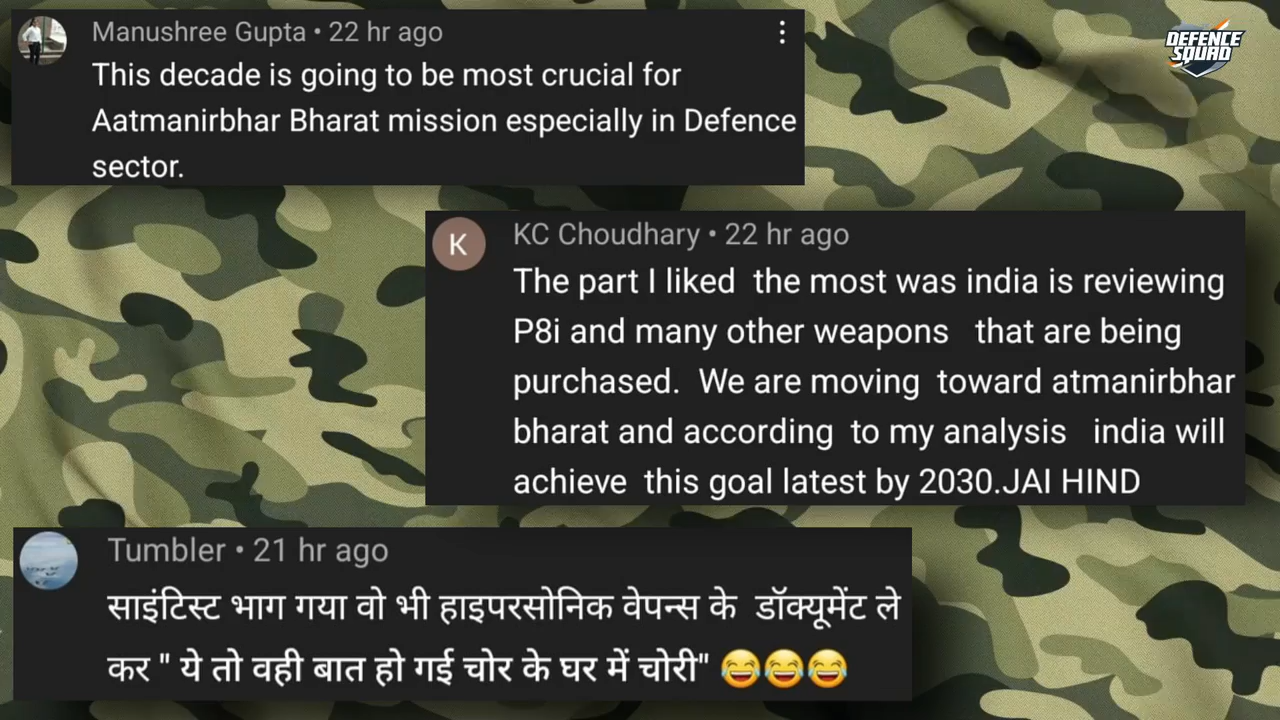 Manushree Gupta • 22 hr ago
This decade is going to be most crucial for
Aatmanirbhar Bharat mission especially in Defence
sector.
DEFENCE
SQUAD
K
KC Choudhary • 22 hr ago
The part I liked the most was india is reviewing
P8i and many other weapons that are being
purchased. We are moving toward atmanirbhar
bharat and according to my analysis india will
achieve this goal latest by 2030.JAI HIND
Tumbler • 21 hr ago
साइंटिस्ट भाग गया वो भी हाइपरसोनिक वेपन्स के डॉक्यूमेंट ले
कर " ये तो वही बात हो गई चोर के घर में चोरी" 😂😂😂